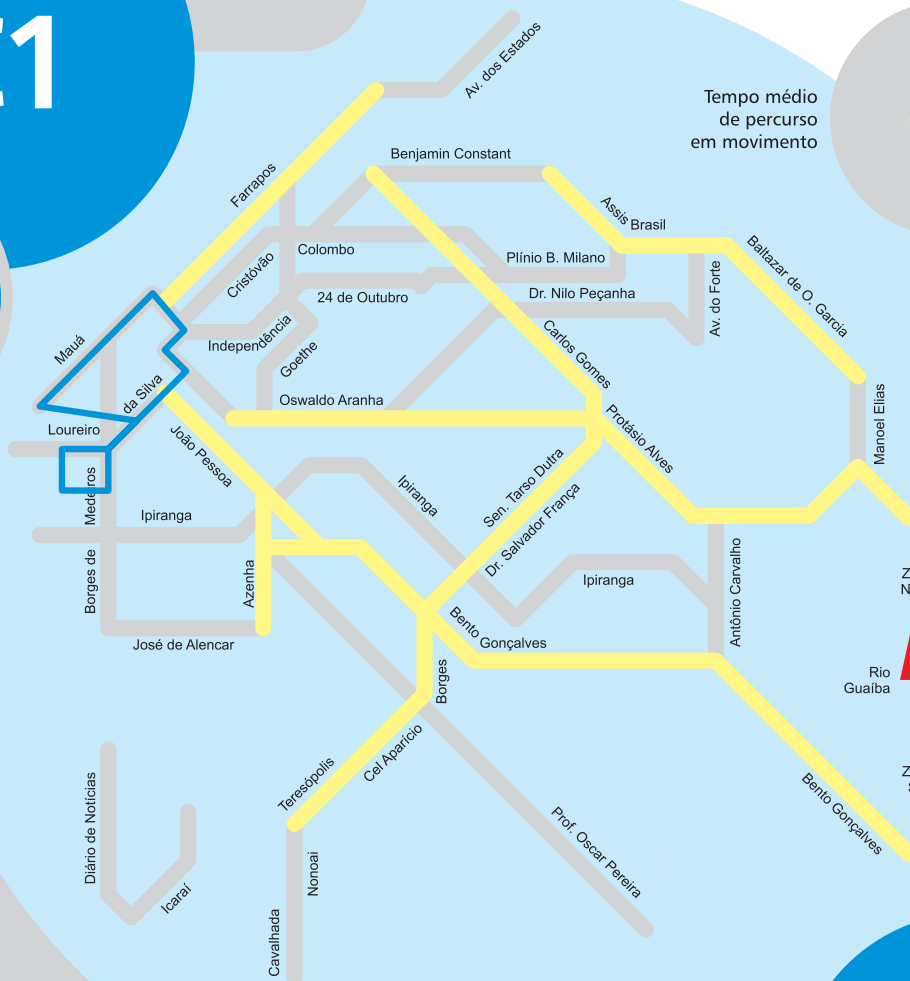 1
Av. dos Estados
Tempo médio
de percurso
em movimento
Benjamin Constant
Farrapos
Assis
Brasil
Colombo
Cristóvão
Plínio B. Milano
Baltazar de O. Garcia
24 de Outubro
Dr. Nilo Peçanha
Av. do Forte
Mauá
Independência
Goethe
Carlos Gomes
da Silva
Loureiro
Oswaldo Aranha
Manoel Elias
João Pessoa
Protásio Alves
Medeiros
Borges de
Ipiranga
Ipiranga
Sen. Tarso Dutra
Dr. Salvador França
Azenha
Ipiranga
Antônio Carvalho
José de Alencar
Bento
Gonçalves
Rio
Guaíba
Borges
Cel Aparício
Teresópolis
Diário de Notícias
Icaraí
Nonoai
Cavalhada
Prof. Oscar Pereira
Bento Gonçalves